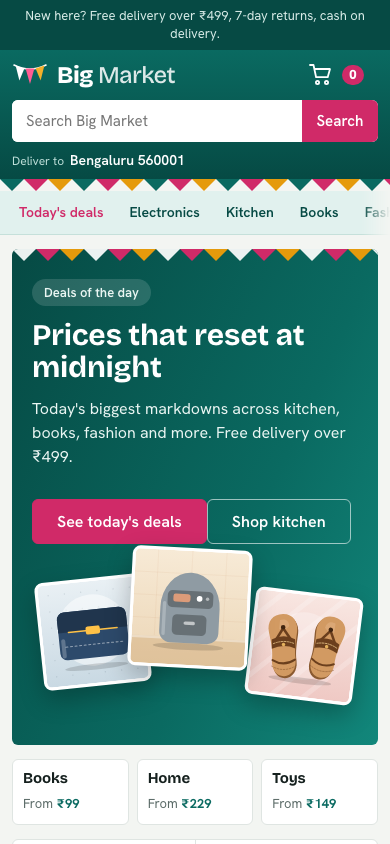 New here? Free delivery over ₹499, 7-day returns, cash on
delivery.
Big Market
0
Search Big Market
Search
Deliver to Bengaluru 560001
Today's deals Electronics Kitchen Books Fas
Deals of the day
Prices that reset at
midnight
Today's biggest markdowns across kitchen,
books, fashion and more. Free delivery over
₹499.
See today's deals
Shop kitchen
Books
From ₹99
Home
From ₹229
Toys
From ₹149